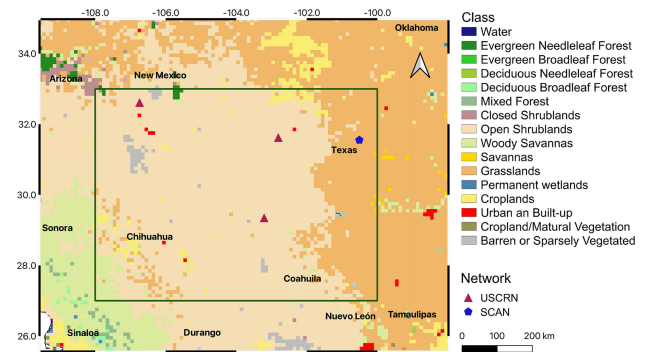 -108.0 -106.0 -104.0 -102.0 -100.0
Oklahoma
34.0
Arizona
New Mexico
32.0
Texas
30.0
Sonora
Chihuahua
28.0
Coahuila
Nuevo León
Tamaulipas
26.0
Sinaloa
Durango
Class
Water
Evergreen Needleleaf Forest
Evergreen Broadleaf Forest
Deciduous Needleleaf Forest
Deciduous Broadleaf Forest
Mixed Forest
Closed Shrublands
Open Shrublands
Woody Savannas
Savannas
Grasslands
Permanent wetlands
Croplands
Urban an Built-up
Cropland/Natural Vegetation
Barren or Sparsely Vegetated
Network
USCRN
SCAN
0 100 200 km